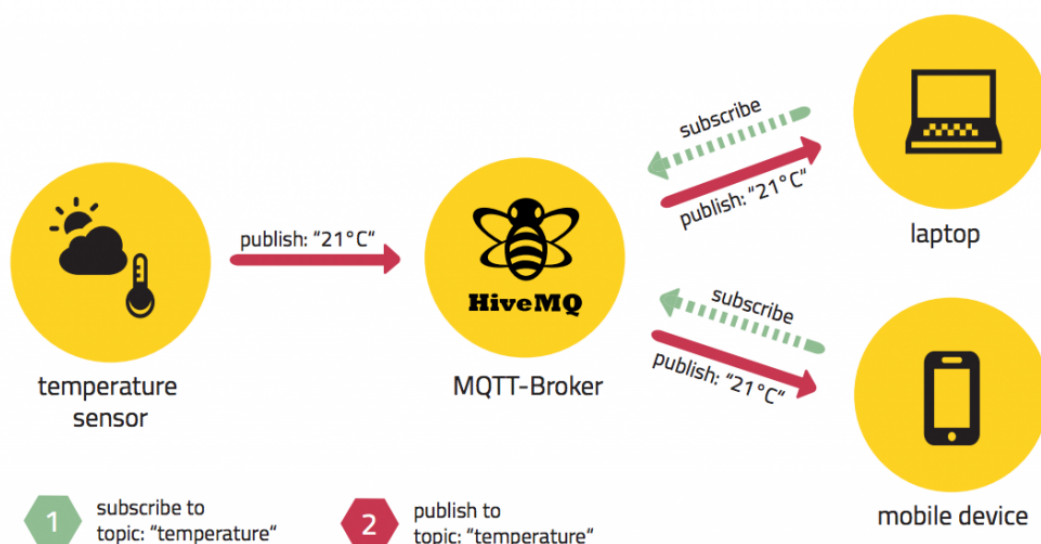 subscribe
publish: “21°C“
laptop
publish: “21°C“
HiveMQ
subscribe
publish: “21°C“
temperature
sensor
MQTT-Broker
mobile device
1
subscribe to
topic: “temperature“
2
publish to
topic: “temperature“